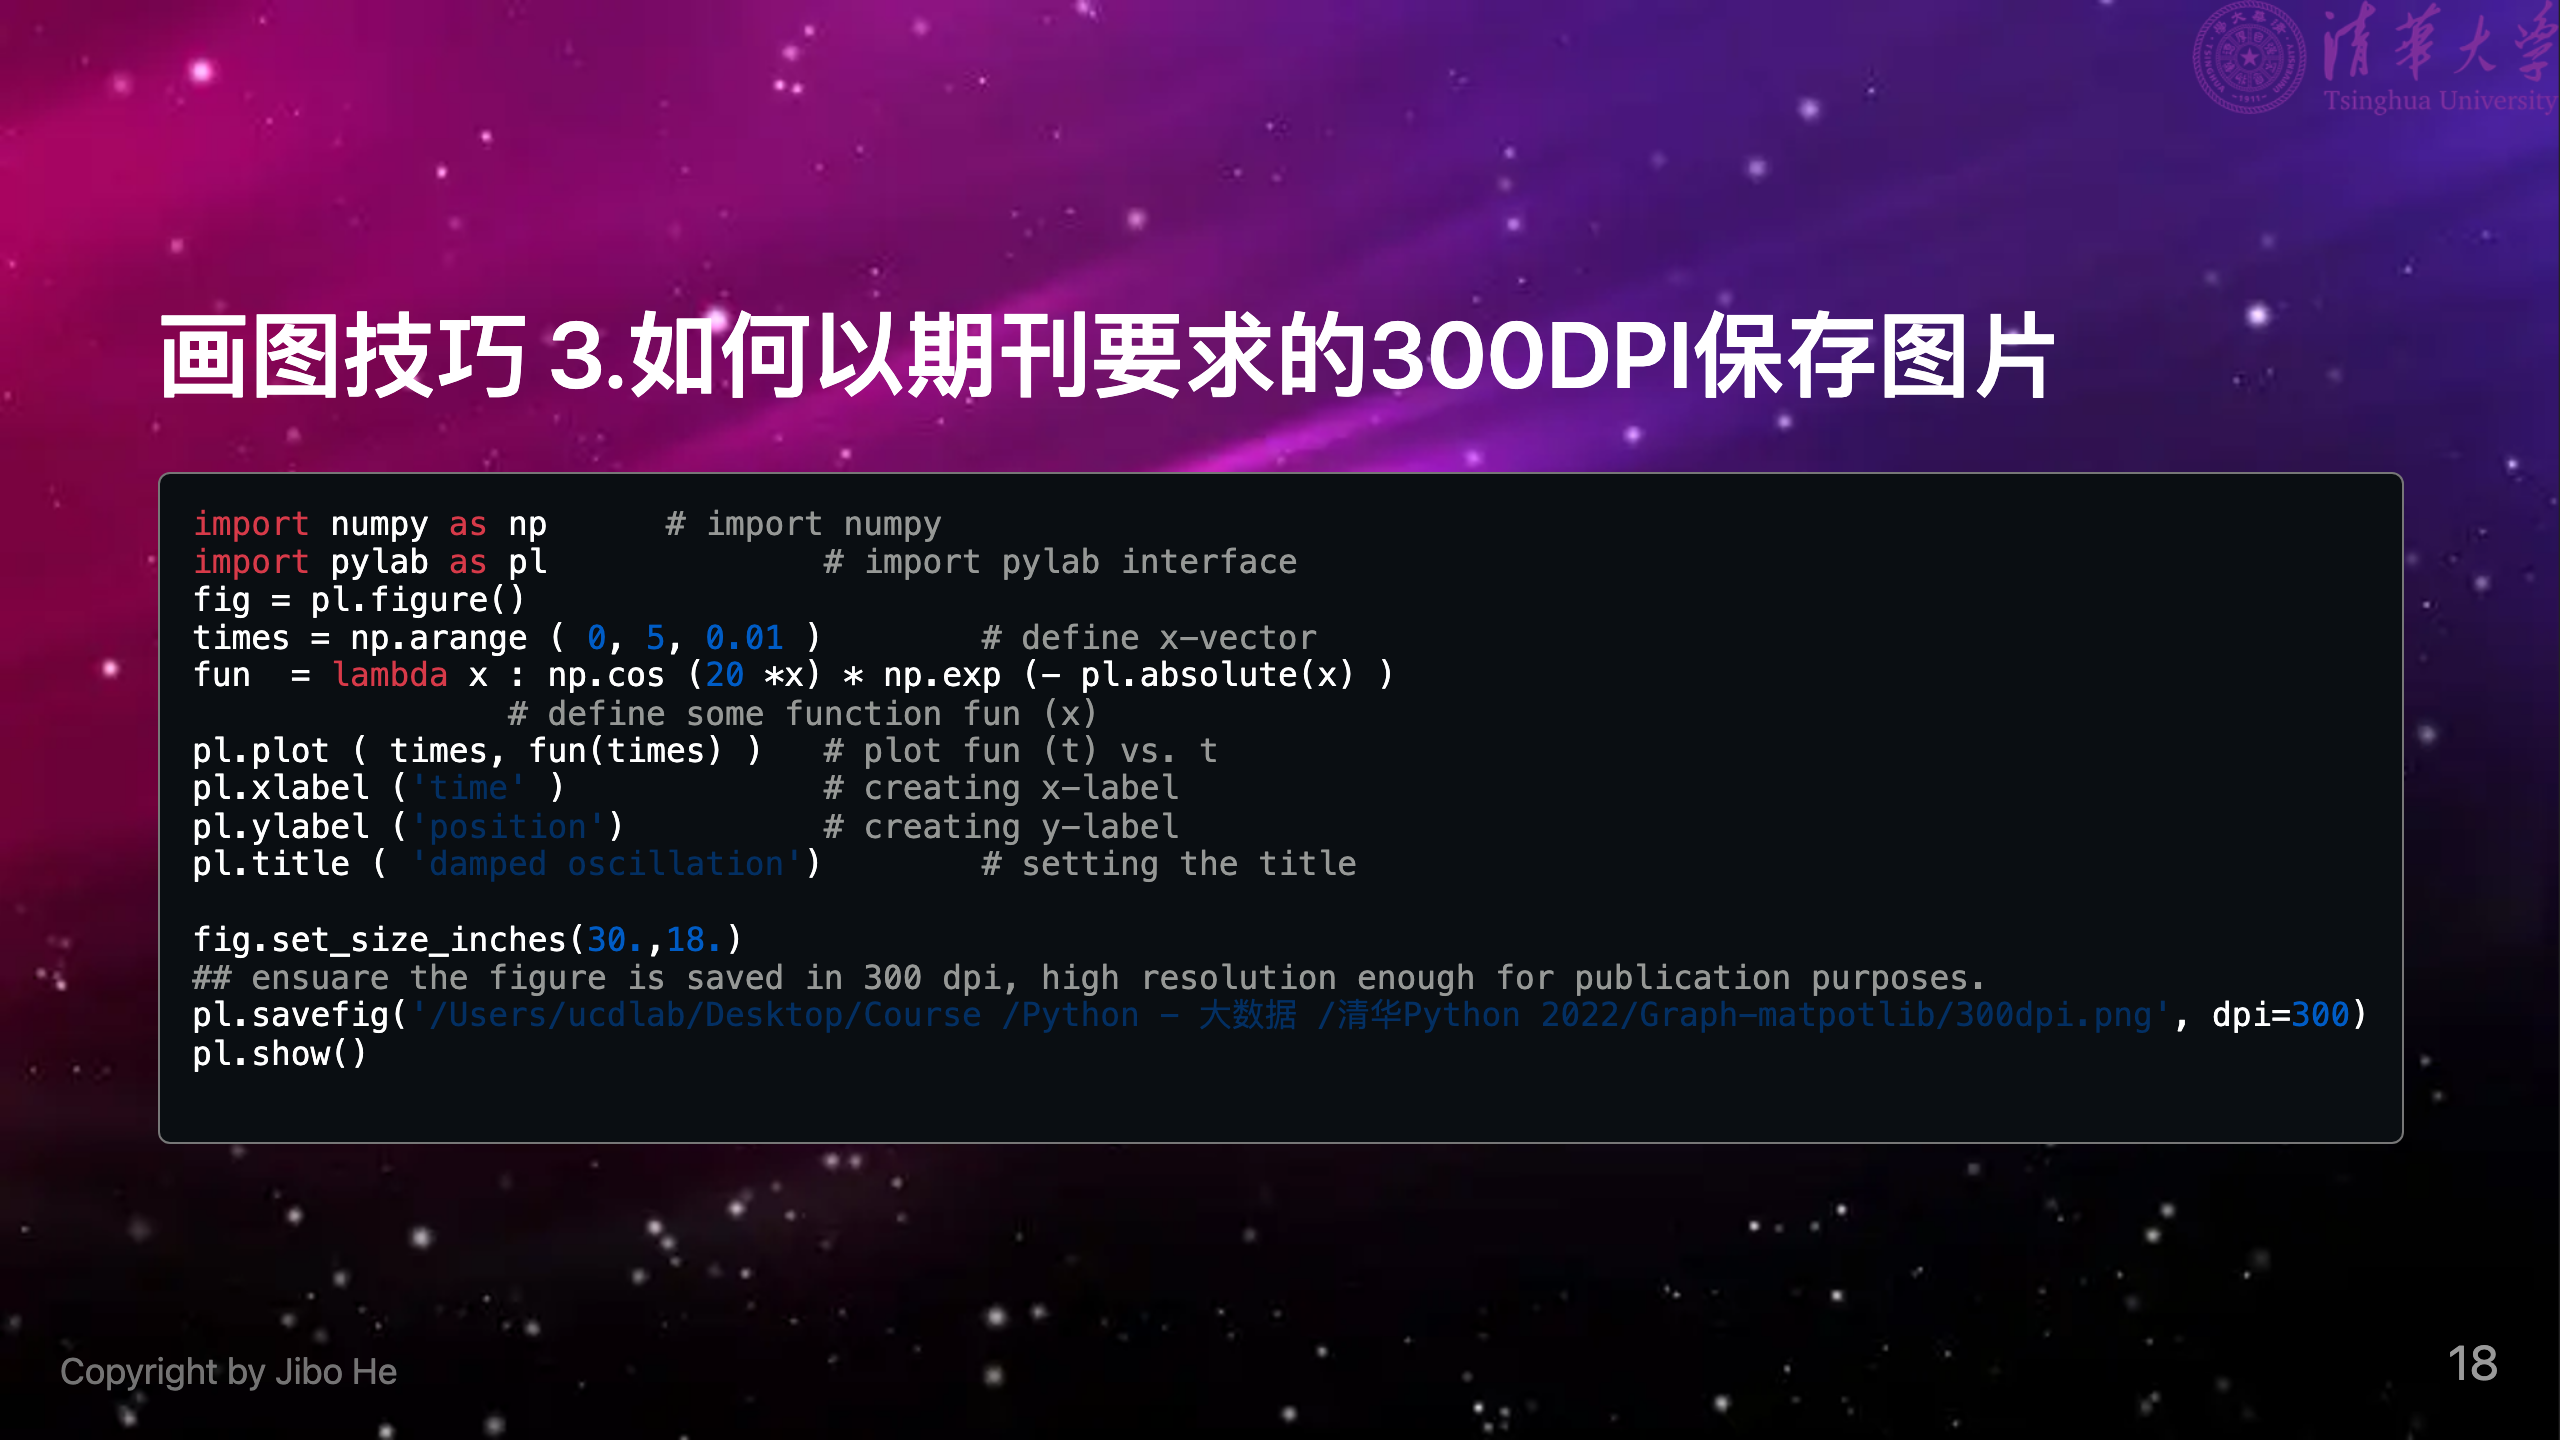 清華大学
Tsinghua University
画图技巧 3.如何以期刊要求的300DPI保存图片
import numpy as np      # import numpy
import pylab as pl              # import pylab interface
fig = pl.figure()
times = np.arange ( 0, 5, 0.01 )        # define x-vector
fun  = lambda x : np.cos (20 *x) * np.exp (- pl.absolute(x) )
                # define some function fun (x)
pl.plot ( times, fun(times) )   # plot fun (t) vs. t
pl.xlabel ('time' )             # creating x-label
pl.ylabel ('position')          # creating y-label
pl.title ( 'damped oscillation')        # setting the title
fig.set_size_inches(30.,18.)
## ensuare the figure is saved in 300 dpi, high resolution enough for publication purposes.
pl.savefig('/Users/ucdlab/Desktop/Course /Python - 大数据 /清华Python 2022/Graph-matpotlib/300dpi.png', dpi=300)
pl.show()
Copyright by Jibo He
18